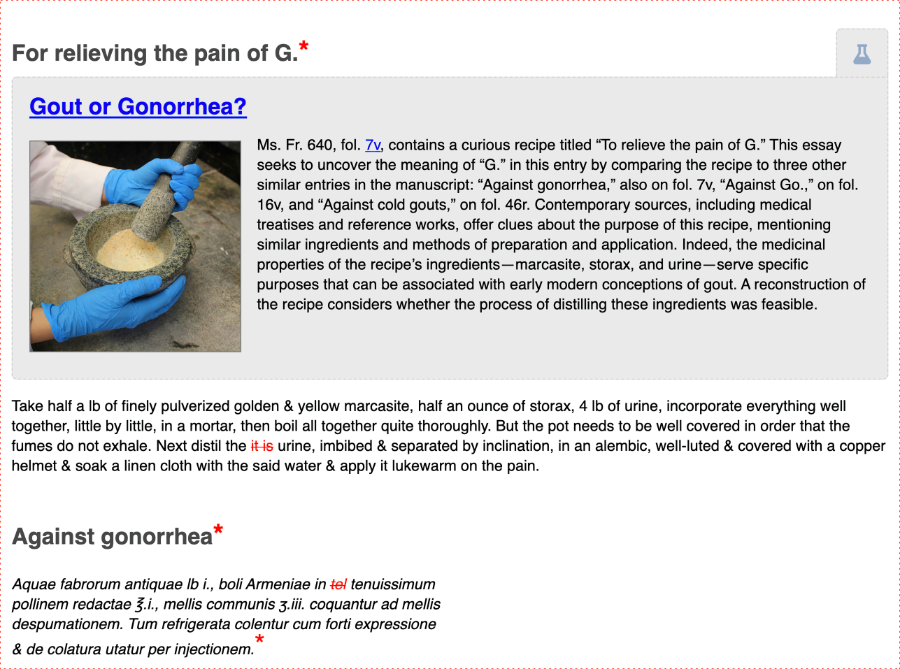 For relieving the pain of G.*
Gout or Gonorrhea?
Ms. Fr. 640, fol. 7v, contains a curious recipe titled “To relieve the pain of G.” This essay
seeks to uncover the meaning of “G.” in this entry by comparing the recipe to three other
similar entries in the manuscript: “Against gonorrhea,” also on fol. 7v, “Against Go.,” on fol.
16v, and “Against cold gouts,” on fol. 46r. Contemporary sources, including medical
treatises and reference works, offer clues about the purpose of this recipe, mentioning
similar ingredients and methods of preparation and application. Indeed, the medicinal
properties of the recipe’s ingredients—marcasite, storax, and urine—serve specific
purposes that can be associated with early modern conceptions of gout. A reconstruction of
the recipe considers whether the process of distilling these ingredients was feasible.
Take half a lb of finely pulverized golden & yellow marcasite, half an ounce of storax, 4 lb of urine, incorporate everything well
together, little by little, in a mortar, then boil all together quite thoroughly. But the pot needs to be well covered in order that the
fumes do not exhale. Next distil the it is urine, imbibed & separated by inclination, in an alembic, well-luted & covered with a copper
helmet & soak a linen cloth with the said water & apply it lukewarm on the pain.
Against gonorrhea*
Aquae fabrorum antiquae lb i., boli Armeniae in tel tenuissimum
pollinem redactae ℥.i., mellis communis ʒ.iii. coquantur ad mellis
despumationem. Tum refrigerata colentur cum forti expressione
& de colatura utatur per injectionem.*